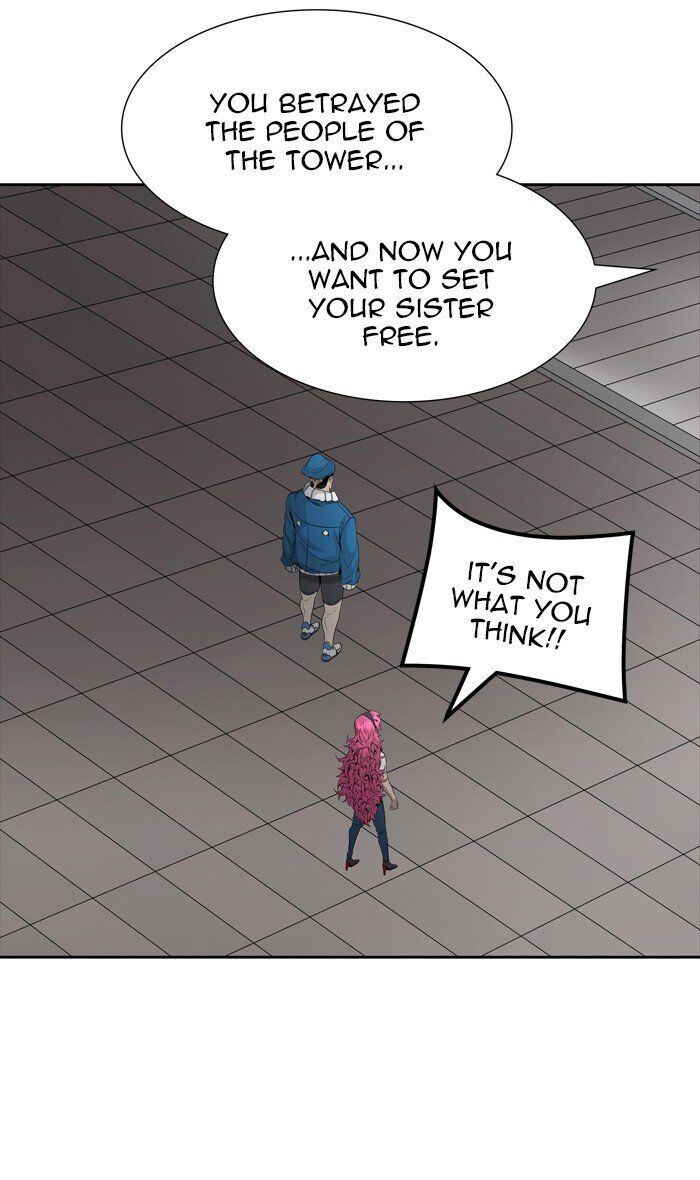 YOU BETRAYED
THE PEOPLE OF
THE TOWER...
...AND NOW YOU
WANT TO SET
YOUR SISTER
FREE.
IT'S NOT
WHAT YOU
THINK!!